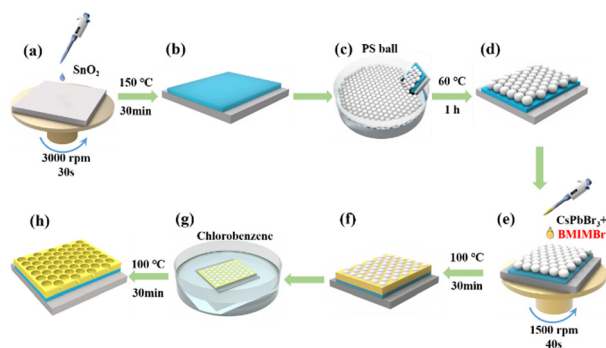 (a)
SnO₂
3000 rpm
30s
150 ℃
30min
(b)
(c)
PS ball
60 ℃
1 h
(d)
CsPbBr₃+
BMIMBr
(e)
1500 rpm
40s
100 ℃
30min
(f)
(g)
Chlorobenzene
100 ℃
30min
(h)